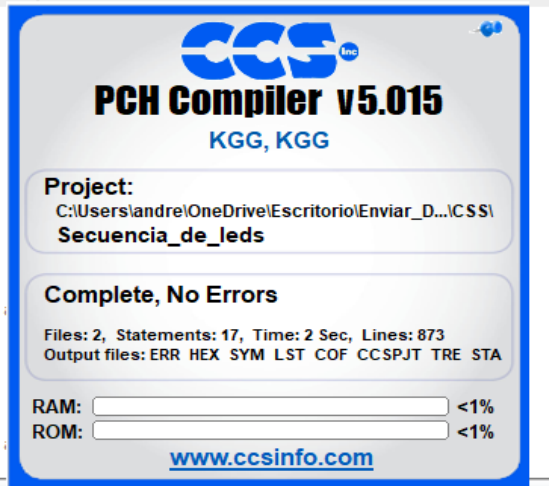 CCS Inc
PCH Compiler v5.015
KGG, KGG
Project:
C:\Users\andre\OneDrive\Escritorio\Enviar_D...\CSS\
Secuencia_de_leds
Complete, No Errors
Files: 2, Statements: 17, Time: 2 Sec, Lines: 873
Output files: ERR HEX SYM LST COF CCSPJT TRE STA
RAM: <1%
ROM: <1%
www.ccsinfo.com